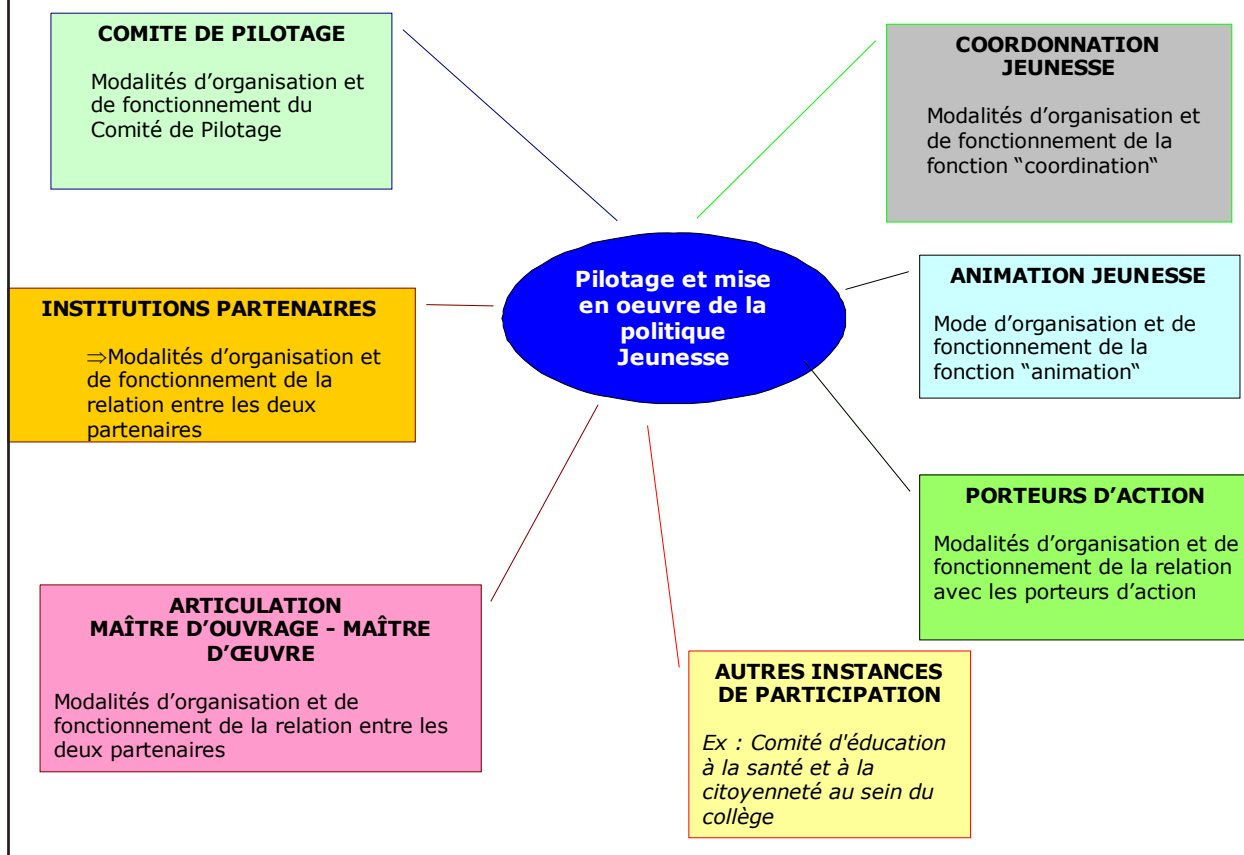 COMITE DE PILOTAGE
Modalités d’organisation et
de fonctionnement du
Comité de Pilotage
COORDONNATION
JEUNESSE
Modalités d’organisation et
de fonctionnement de la
fonction “coordination“
Pilotage et mise
en oeuvre de la
politique
Jeunesse
INSTITUTIONS PARTENAIRES
⇒Modalités d’organisation et
de fonctionnement de la
relation entre les deux
partenaires
ANIMATION JEUNESSE
Mode d’organisation et de
fonctionnement de la
fonction “animation“
PORTEURS D’ACTION
Modalités d’organisation et de
fonctionnement de la relation
avec les porteurs d’action
ARTICULATION
MAÎTRE D’OUVRAGE - MAÎTRE
D’ŒUVRE
Modalités d’organisation et de
fonctionnement de la relation entre les
deux partenaires
AUTRES INSTANCES
DE PARTICIPATION
Ex : Comité d'éducation
à la santé et à la
citoyenneté au sein du
collège